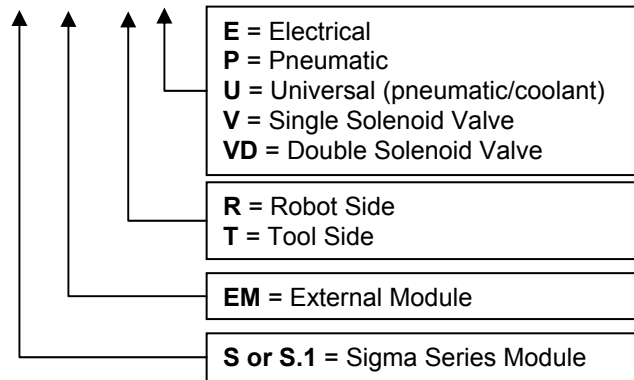 E = Electrical
P = Pneumatic
U = Universal (pneumatic/coolant)
V = Single Solenoid Valve
VD = Double Solenoid Valve
R = Robot Side
T = Tool Side
EM = External Module
S or S.1 = Sigma Series Module